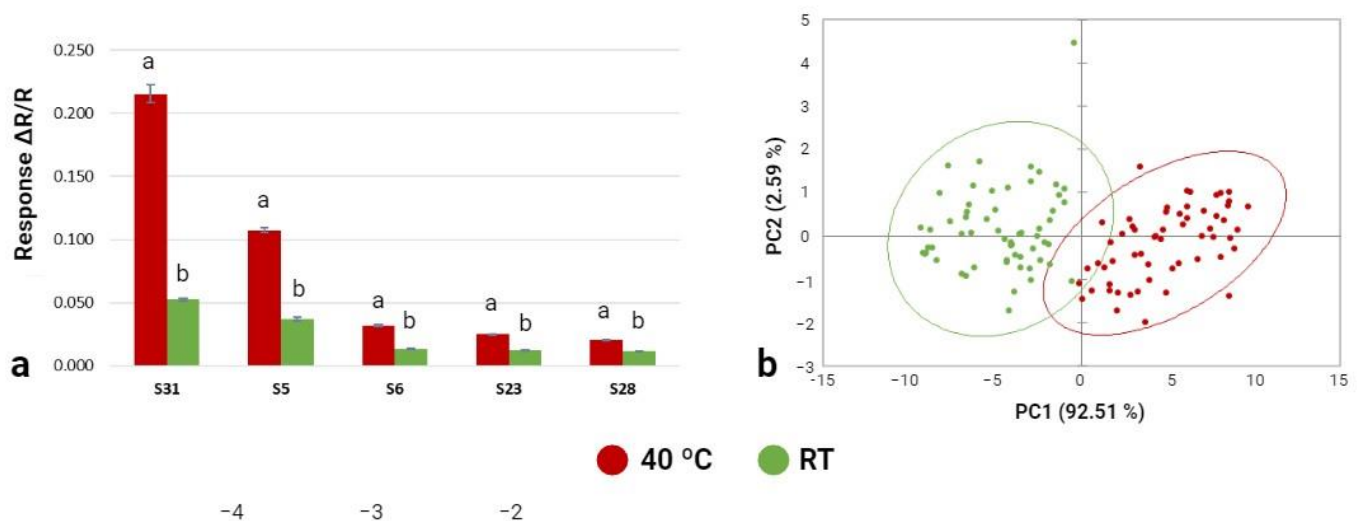 Response ΔR/R
0.250
0.200
0.150
0.100
0.050
0.000
a
b
a
b
a
b
a
b
a
b
S31 S5 S6 S23 S28
a
PC2 (2.59 %)
5
4
3
2
1
0
−1
−2
−3
−15 −10 −5 0 5 10 15
PC1 (92.51 %)
b
40 ºC RT
−4 −3 −2